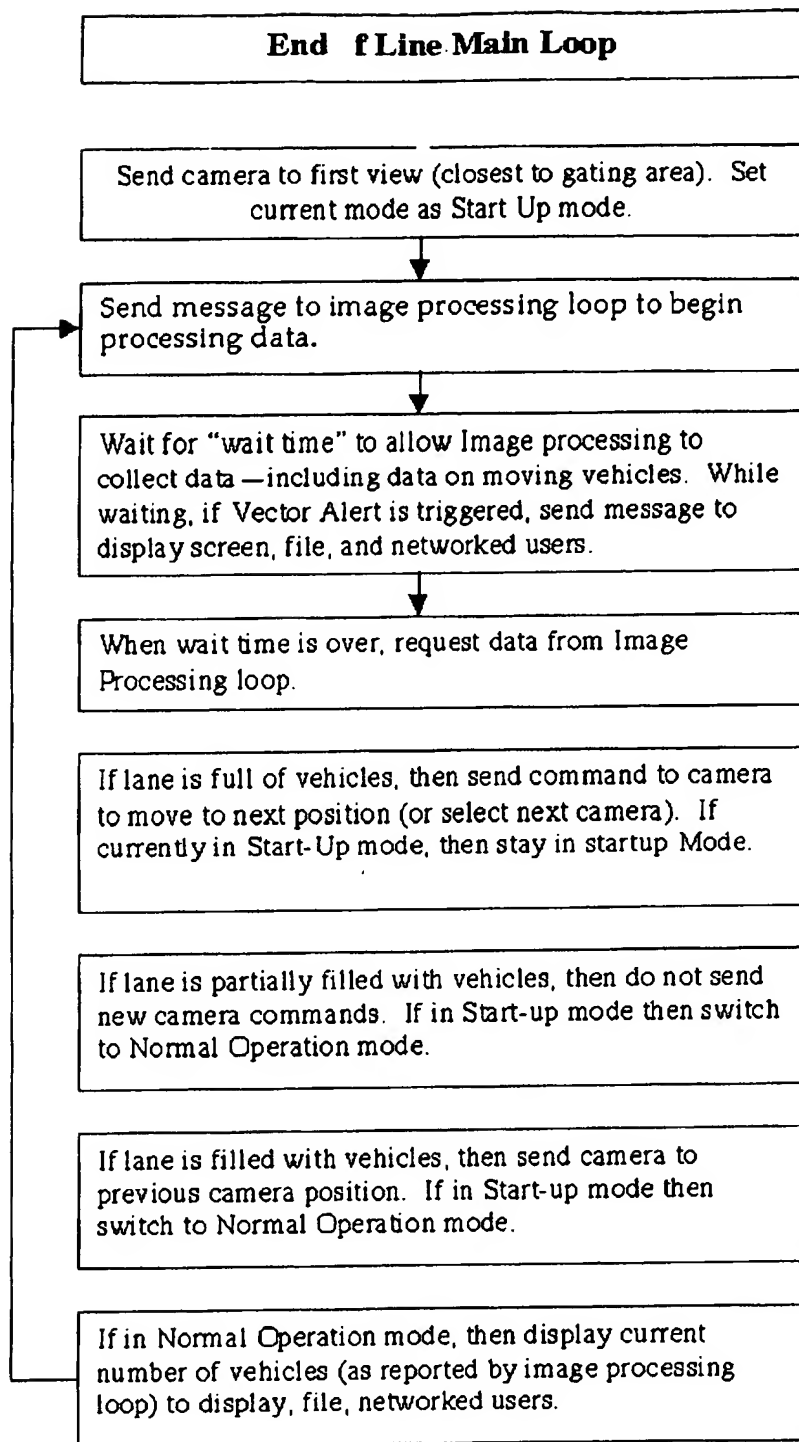 End f Line Main Loop
Send camera to first view (closest to gating area). Set
current mode as Start Up mode.
Send message to image processing loop to begin
processing data.
Wait for “wait time” to allow Image processing to
collect data—including data on moving vehicles. While
waiting, if Vector Alert is triggered, send message to
display screen, file, and networked users.
When wait time is over, request data from Image
Processing loop.
If lane is full of vehicles, then send command to camera
to move to next position (or select next camera). If
currently in Start-Up mode, then stay in startup Mode.
If lane is partially filled with vehicles, then do not send
new camera commands. If in Start-up mode then switch
to Normal Operation mode.
If lane is filled with vehicles, then send camera to
previous camera position. If in Start-up mode then
switch to Normal Operation mode.
If in Normal Operation mode, then display current
number of vehicles (as reported by image processing
loop) to display, file, networked users.